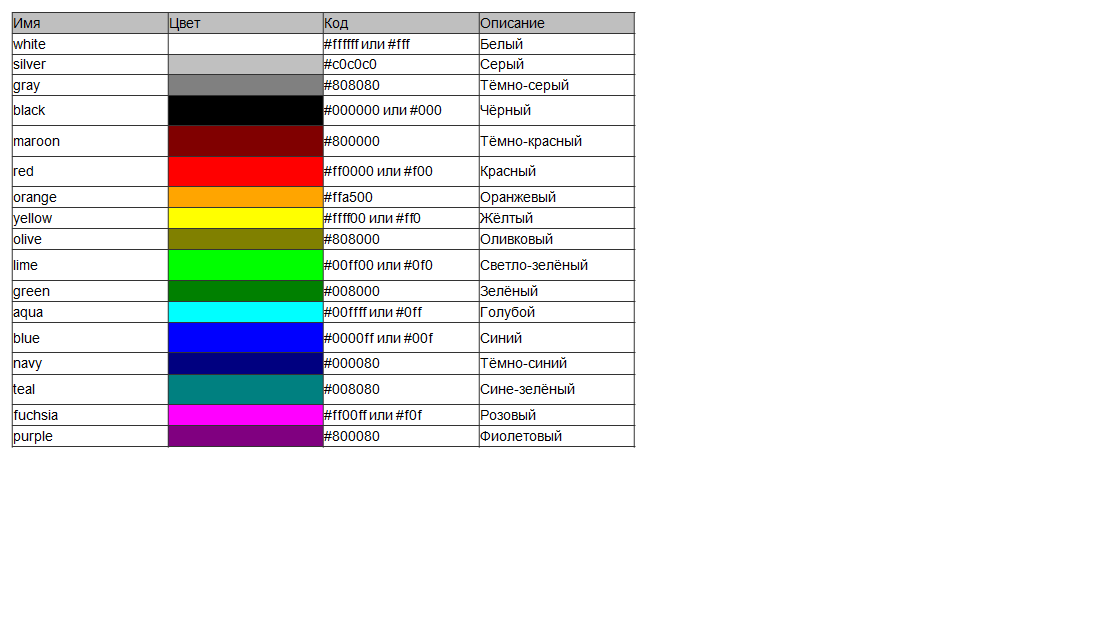 Имя Цвет Код Описание
white #ffffff или #fff Белый
silver #c0c0c0 Серый
gray #808080 Тёмно-серый
black #000000 или #000 Чёрный
maroon #800000 Тёмно-красный
red #ff0000 или #f00 Красный
orange #ffa500 Оранжевый
yellow #ffff00 или #ff0 Жёлтый
olive #808000 Оливковый
lime #00ff00 или #0f0 Светло-зелёный
green #008000 Зелёный
aqua #00ffff или #0ff Голубой
blue #0000ff или #00f Синий
navy #000080 Тёмно-синий
teal #008080 Сине-зелёный
fuchsia #ff00ff или #f0f Розовый
purple #800080 Фиолетовый